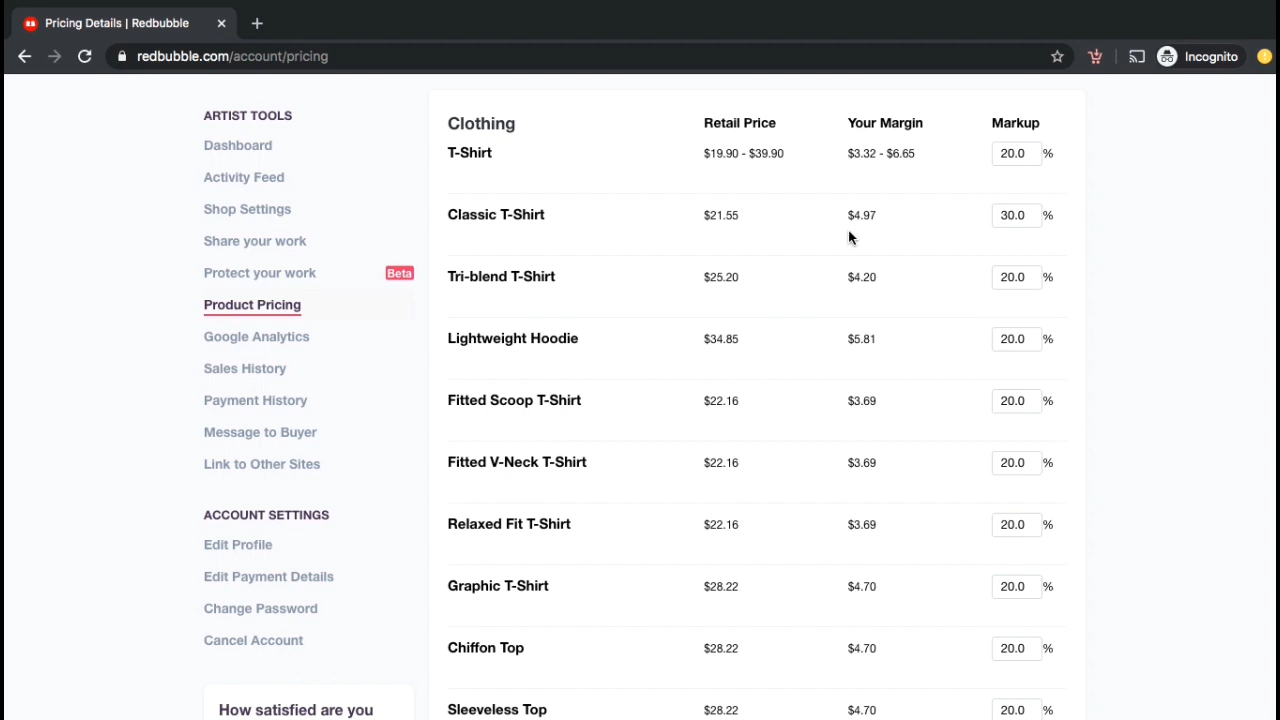 Pricing Details | Redbubble
redbubble.com/account/pricing
Incognito
ARTIST TOOLS
Dashboard
Activity Feed
Shop Settings
Share your work
Protect your work Beta
Product Pricing
Google Analytics
Sales History
Payment History
Message to Buyer
Link to Other Sites
ACCOUNT SETTINGS
Edit Profile
Edit Payment Details
Change Password
Cancel Account
How satisfied are you
Clothing Retail Price Your Margin Markup
T-Shirt $19.90 - $39.90 $3.32 - $6.65 20.0 %
Classic T-Shirt $21.55 $4.97 30.0 %
Tri-blend T-Shirt $25.20 $4.20 20.0 %
Lightweight Hoodie $34.85 $5.81 20.0 %
Fitted Scoop T-Shirt $22.16 $3.69 20.0 %
Fitted V-Neck T-Shirt $22.16 $3.69 20.0 %
Relaxed Fit T-Shirt $22.16 $3.69 20.0 %
Graphic T-Shirt $28.22 $4.70 20.0 %
Chiffon Top $28.22 $4.70 20.0 %
Sleeveless Top $28.22 $4.70 20.0 %